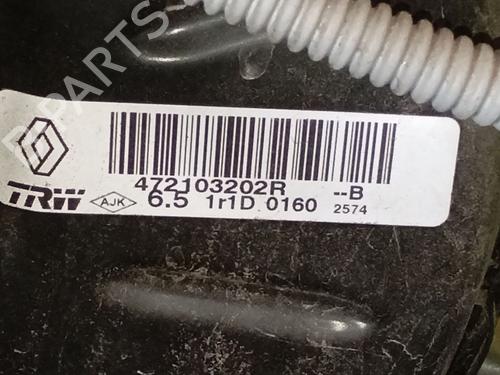 B-PARTS
472103202R --B
TRW AJK 6.5 1r1D 0160 2574